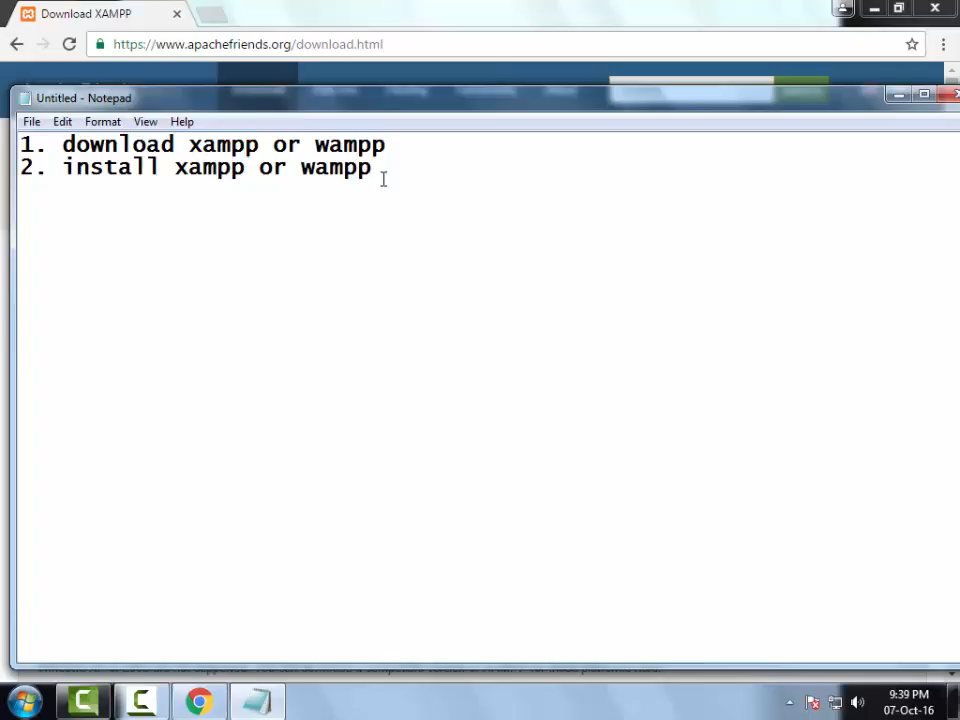 Download XAMPP
https://www.apachefriends.org/download.html
Untitled - Notepad
File Edit Format View Help
1. download xampp or wampp
2. install xampp or wampp
9:39 PM
07-Oct-16